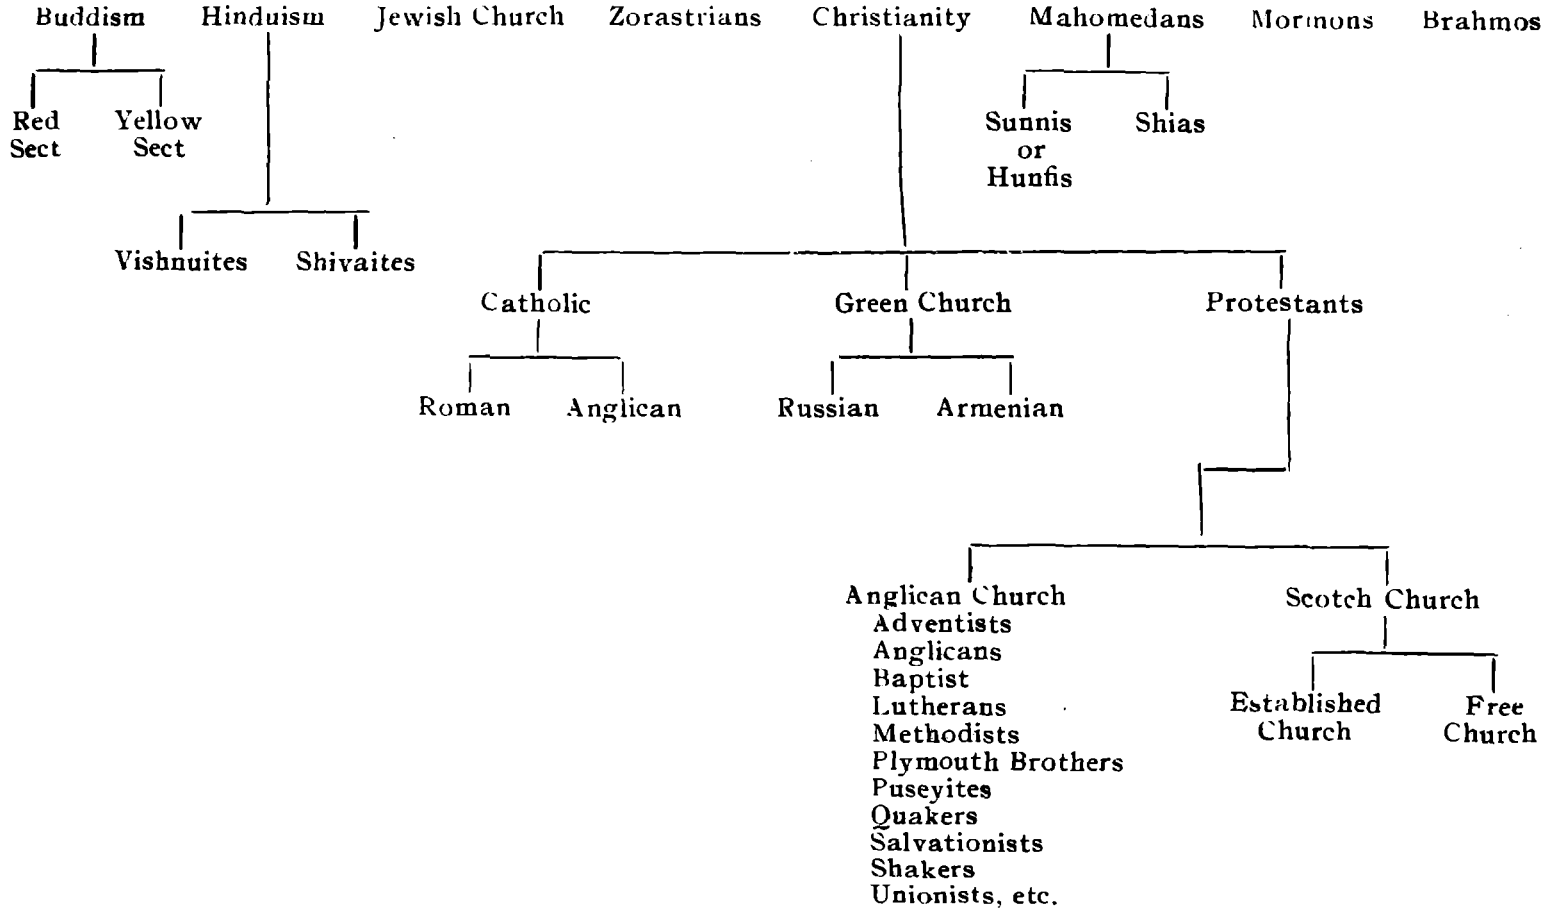 Buddism Hinduism Jewish Church Zorastrians Christianity Mahomedans Mormons Brahmos
Red Sect
Yellow Sect
Sunnis
or
Hunfis
Shias
Vishnuites Shivaites
Catholic Green Church Protestants
Roman Anglican Russian Armenian
Anglican Church
Adventists
Anglicans
Baptist
Lutherans
Methodists
Plymouth Brothers
Puseyites
Quakers
Salvationists
Shakers
Unionists, etc.
Scotch Church
Established
Church
Free
Church